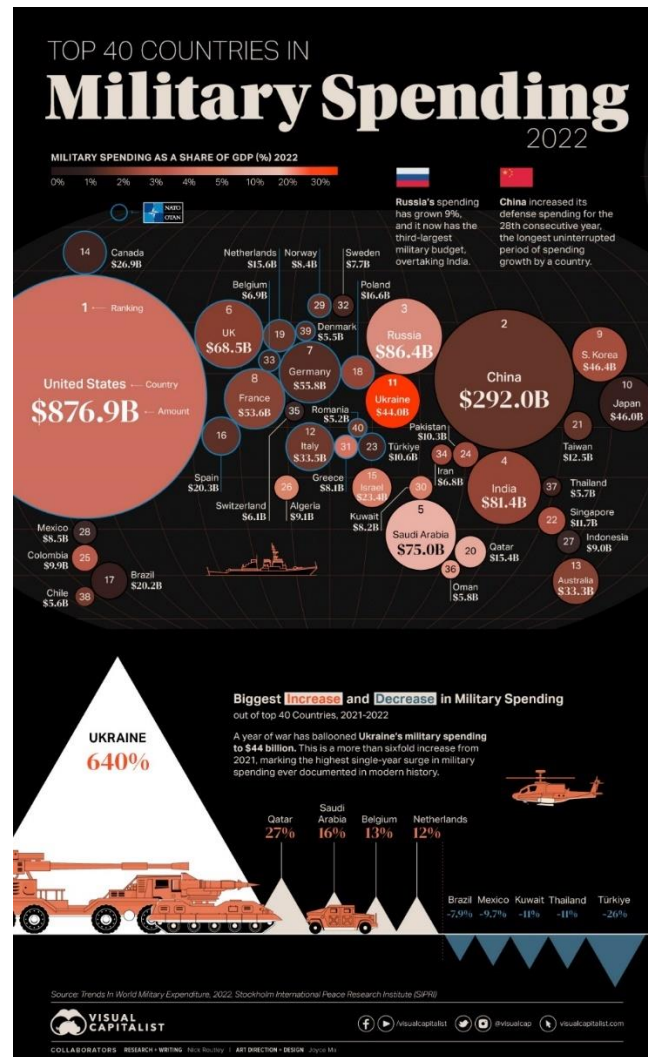 TOP 40 COUNTRIES IN
Military Spending
2022
MILITARY SPENDING AS A SHARE OF GDP (%) 2022
0% 1% 2% 3% 4% 5% 10% 20% 30%
NATO
OTAN
Russia's spending
has grown 9%,
and it now has the
third-largest
military budget,
overtaking India.
China increased its
defense spending for the
28th consecutive year,
the longest uninterrupted
period of spending
growth by a country.
14
Canada
$26.9B
Netherlands
$15.6B
Norway
$8.4B
Sweden
$7.7B
Belgium
$6.9B
Poland
$16.6B
1 Ranking
United States Country
$876.9B Amount
6
UK
$68.5B
19
29
32
39
Denmark
$5.5B
33
7
Germany
$55.8B
18
3
Russia
$86.4B
2
China
$292.0B
9
S. Korea
$46.4B
10
Japan
$46.0B
8
France
$53.6B
35
Romania
$5.2B
40
11
Ukraine
$44.0B
16
Spain
$20.3B
12
Italy
$33.5B
31
23
Türkiye
$10.6B
Pakistan
$10.3B
34
24
Iran
$6.8B
21
Taiwan
$12.5B
4
India
$81.4B
37
Thailand
$5.7B
Switzerland
$6.1B
26
Algeria
$9.1B
Greece
$8.1B
15
Israel
$23.4B
30
Kuwait
$8.2B
5
Saudi Arabia
$75.0B
20
Qatar
$15.4B
36
Oman
$5.8B
22
Singapore
$11.7B
27
Indonesia
$9.0B
13
Australia
$33.3B
Mexico
$8.5B
28
Colombia
$9.9B
25
17
Brazil
$20.2B
Chile
$5.6B
38
Biggest Increase and Decrease in Military Spending
out of top 40 Countries, 2021-2022
A year of war has ballooned Ukraine's military spending
to $44 billion. This is a more than sixfold increase from
2021, marking the highest single-year surge in military
spending ever documented in modern history.
UKRAINE
640%
Qatar
27%
Saudi
Arabia
16%
Belgium
13%
Netherlands
12%
Brazil Mexico Kuwait Thailand Türkiye
-7.9% -9.7% -11% -11% -26%
Source: Trends In World Military Expenditure, 2022. Stockholm International Peace Research Institute (SIPRI)
VISUAL
CAPITALIST
/visualcapitalist @visualcap visualcapitalist.com
COLLABORATORS RESEARCH + WRITING Nick Routley | ART DIRECTION + DESIGN Joyce Ma